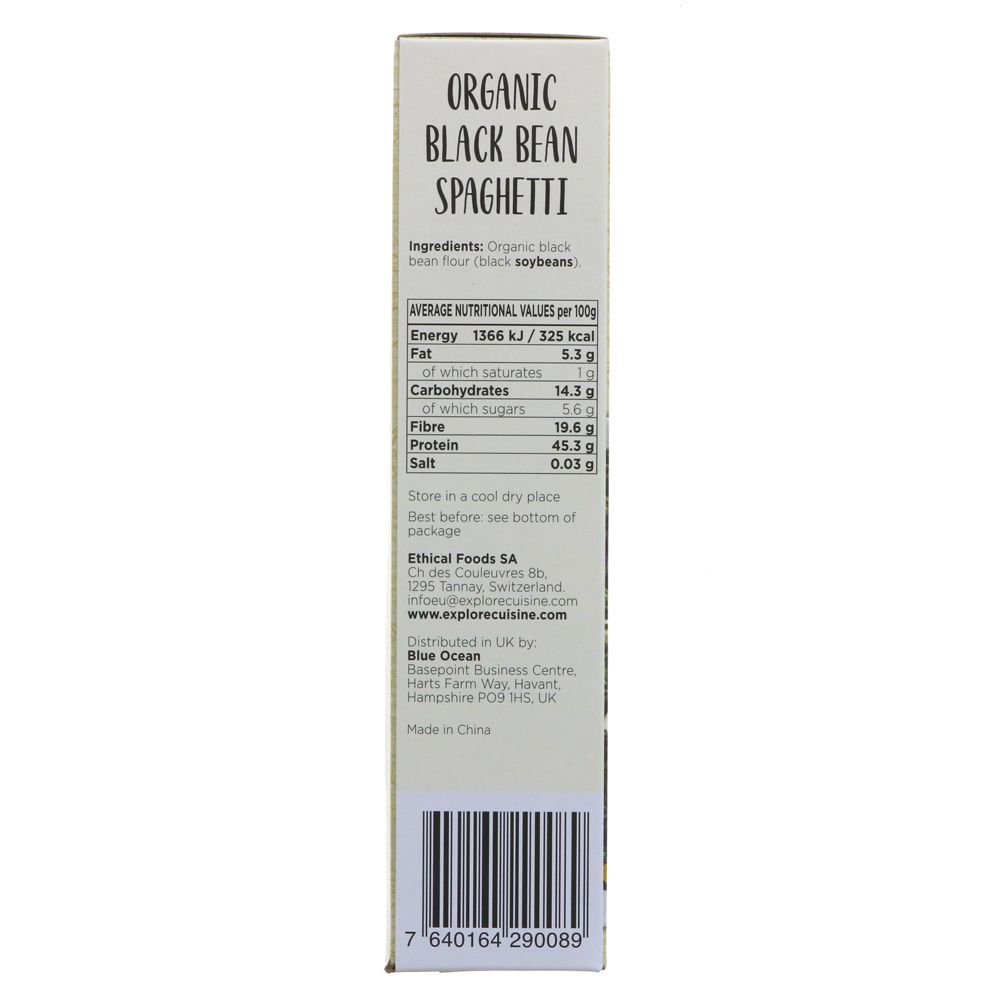 ORGANIC
BLACK BEAN
SPAGHETTI
Ingredients: Organic black
bean flour (black soybeans).
AVERAGE NUTRITIONAL VALUES per 100g
Energy 1366 kJ / 325 kcal
Fat 5.3 g
of which saturates 1 g
Carbohydrates 14.3 g
of which sugars 5.6 g
Fibre 19.6 g
Protein 45.3 g
Salt 0.03 g
Store in a cool dry place
Best before: see bottom of
package
Ethical Foods SA
Ch des Couleuvres 8b,
1295 Tannay, Switzerland.
infoeu@explorecuisine.com
www.explorecuisine.com
Distributed in UK by:
Blue Ocean
Basepoint Business Centre,
Harts Farm Way, Havant,
Hampshire PO9 1HS, UK
Made in China
7 640164 290089